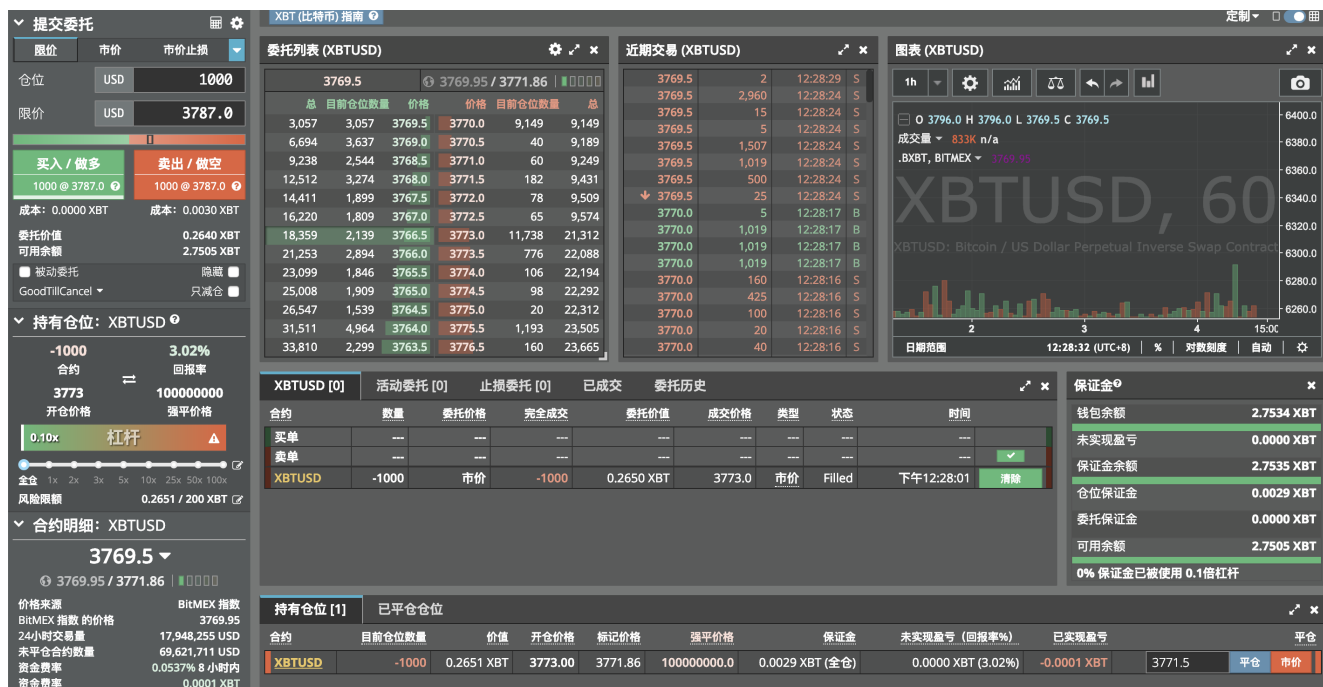 XBT (比特币) 指南
定制
提交委托
限价 市价 市价止损
仓位 USD 1000
限价 USD 3787.0
买入 / 做多 卖出 / 做空
1000 @ 3787.0 1000 @ 3787.0
成本: 0.0000 XBT 成本: 0.0030 XBT
委托价值 0.2640 XBT
可用余额 2.7505 XBT
被动委托 隐藏
GoodTillCancel 只减仓
持有仓位: XBTUSD
-1000 3.02%
合约 回报率
3773 100000000
开仓价格 强平价格
0.10x 杠杆
全仓 1x 2x 3x 5x 10x 25x 50x 100x
风险限额 0.2651 / 200 XBT
合约明细: XBTUSD
3769.5
3769.95 / 3771.86
价格来源 BitMEX 指数
BitMEX 指数 的价格 3769.95
24小时交易量 17,948,255 USD
未平仓合约数量 69,621,711 USD
资金费率 0.0537% 8 小时内
资金费率 0.0001 XBT
委托列表 (XBTUSD)
3769.5 3769.95 / 3771.86
总 目前仓位数量 价格 价格 目前仓位数量 总
3,057 3,057 3769.5 3770.0 9,149 9,149
6,694 3,637 3769.0 3770.5 40 9,189
9,238 2,544 3768.5 3771.0 60 9,249
12,512 3,274 3768.0 3771.5 182 9,431
14,411 1,899 3767.5 3772.0 78 9,509
16,220 1,809 3767.0 3772.5 65 9,574
18,359 2,139 3766.5 3773.0 11,738 21,312
21,253 2,894 3766.0 3773.5 776 22,088
23,099 1,846 3765.5 3774.0 106 22,194
25,008 1,909 3765.0 3774.5 98 22,292
26,547 1,539 3764.5 3775.0 20 22,312
31,511 4,964 3764.0 3775.5 1,193 23,505
33,810 2,299 3763.5 3776.5 160 23,665
近期交易 (XBTUSD)
3769.5 2 12:28:29 S
3769.5 2,960 12:28:24 S
3769.5 15 12:28:24 S
3769.5 5 12:28:24 S
3769.5 1,507 12:28:24 S
3769.5 1,019 12:28:24 S
3769.5 500 12:28:24 S
3769.5 25 12:28:24 S
3770.0 5 12:28:17 B
3770.0 1,019 12:28:17 B
3770.0 1,019 12:28:17 B
3770.0 1,019 12:28:17 B
3770.0 160 12:28:16 S
3770.0 425 12:28:16 S
3770.0 100 12:28:16 S
3770.0 20 12:28:16 S
3770.0 40 12:28:16 S
图表 (XBTUSD)
1h
O 3796.0 H 3796.0 L 3769.5 C 3769.5
成交量 833K n/a
.BXBT, BITMEX 3769.95
XBTUSD, 60
XBTUSD: Bitcoin / US Dollar Perpetual Inverse Swap Contract
6400.0
6380.0
6360.0
6340.0
6320.0
6300.0
6280.0
6260.0
2 3 4 15:00
日期范围 12:28:32 (UTC+8) % 对数刻度 自动
XBTUSD [0] 活动委托 [0] 止损委托 [0] 已成交 委托历史
合约 数量 委托价格 完全成交 委托价值 成交价格 类型 状态 时间
买单 --- --- --- --- --- --- --- ---
卖单 --- --- --- --- --- --- --- ---
XBTUSD -1000 市价 -1000 0.2650 XBT 3773.0 市价 Filled 下午12:28:01 清除
保证金
钱包余额 2.7534 XBT
未实现盈亏 0.0000 XBT
保证金余额 2.7535 XBT
仓位保证金 0.0029 XBT
委托保证金 0.0000 XBT
可用余额 2.7505 XBT
0% 保证金已被使用 0.1倍杠杆
持有仓位 [1] 已平仓仓位
合约 目前仓位数量 价值 开仓价格 标记价格 强平价格 保证金 未实现盈亏 (回报率%) 已实现盈亏 平仓
XBTUSD -1000 0.2651 XBT 3773.00 3771.86 100000000.0 0.0029 XBT (全仓) 0.0000 XBT (3.02%) -0.0001 XBT 3771.5 平仓 市价